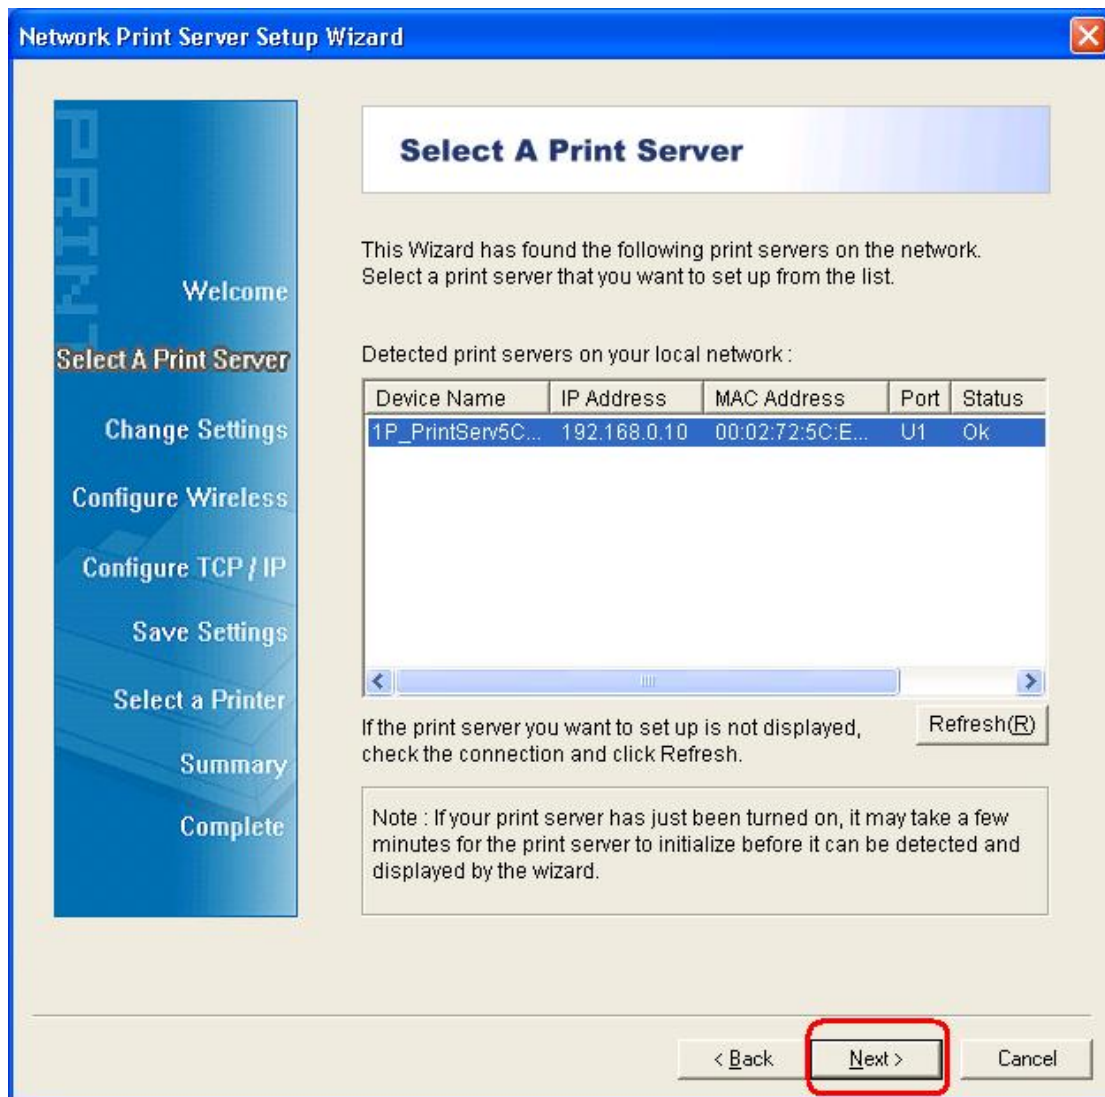 Network Print Server Setup Wizard
PRINT
Welcome
Select A Print Server
Change Settings
Configure Wireless
Configure TCP / IP
Save Settings
Select a Printer
Summary
Complete
Select A Print Server
This Wizard has found the following print servers on the network.
Select a print server that you want to set up from the list.
Detected print servers on your local network :
Device Name IP Address MAC Address Port Status
1P_PrintServ5C... 192.168.0.10 00:02:72:5C:E... U1 Ok
If the print server you want to set up is not displayed,
check the connection and click Refresh.
Refresh(R)
Note : If your print server has just been turned on, it may take a few
minutes for the print server to initialize before it can be detected and
displayed by the wizard.
< Back Next > Cancel